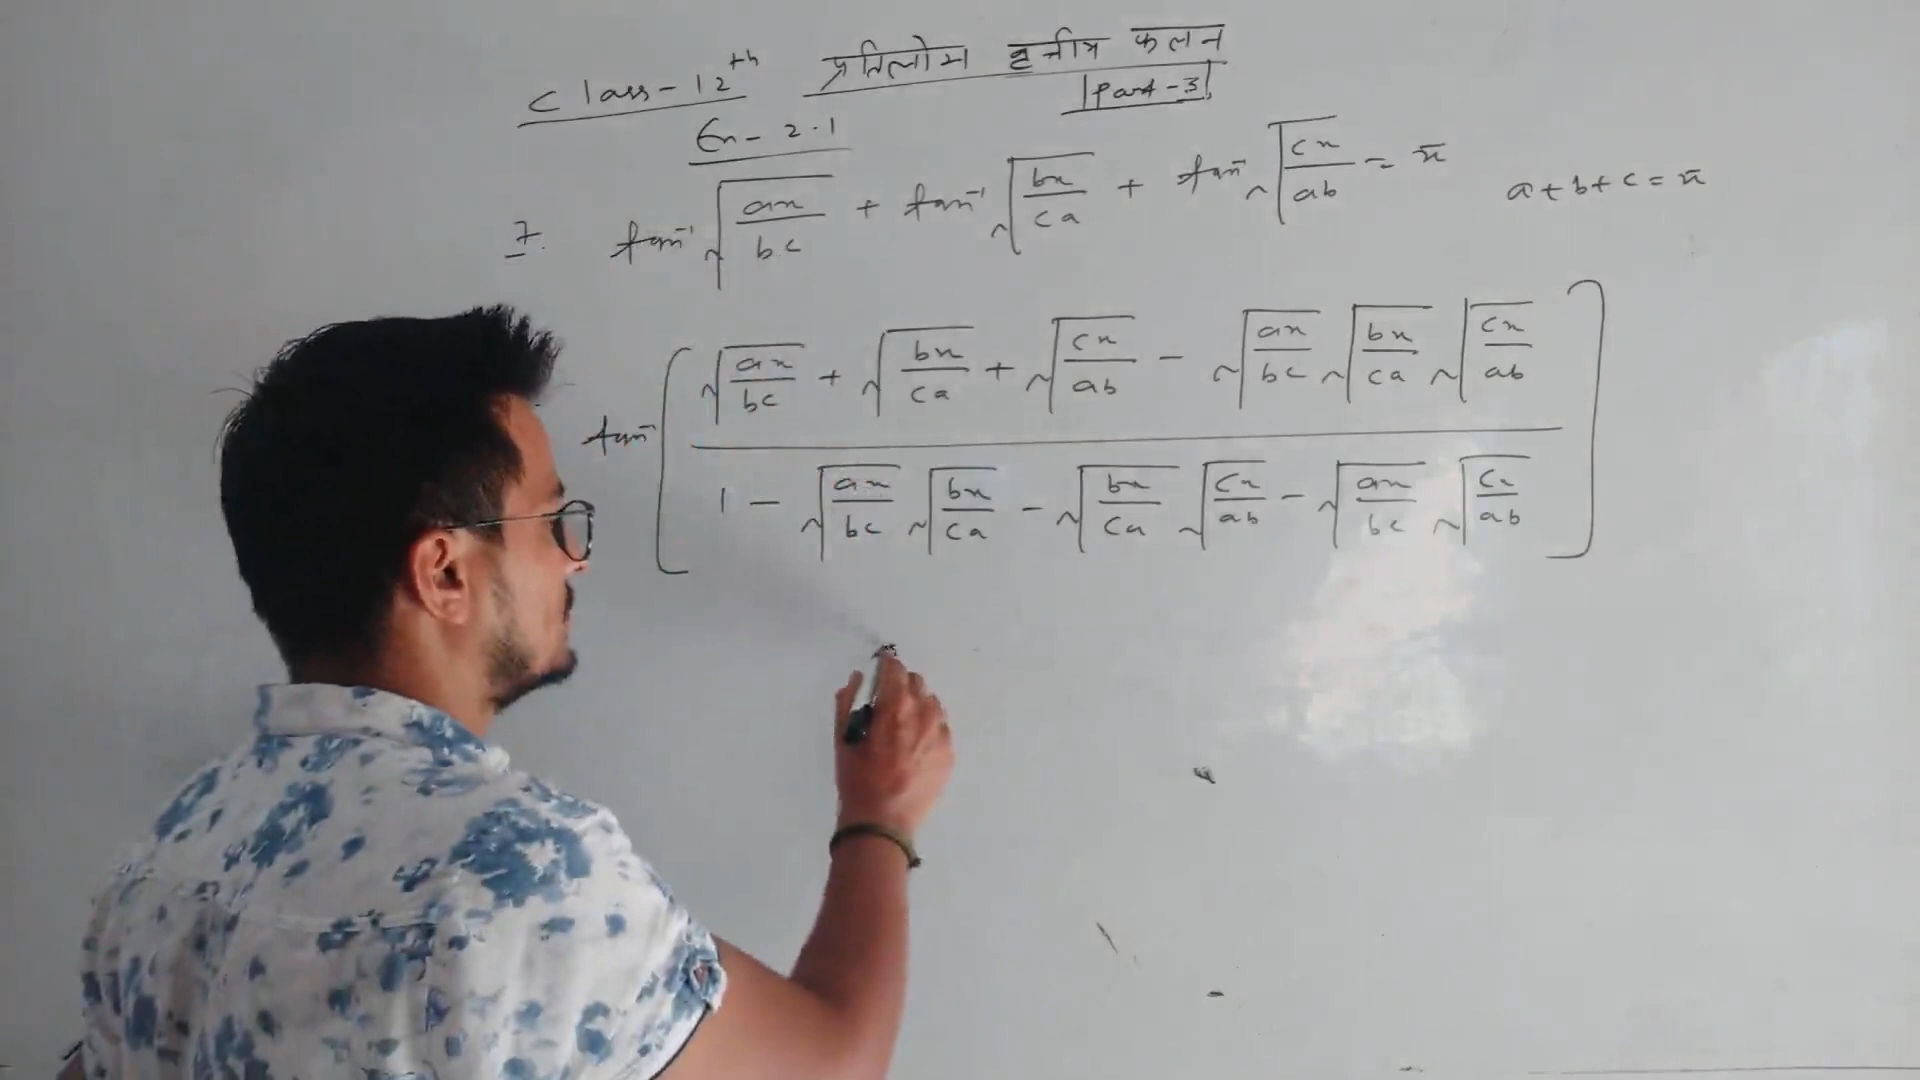 Class-12th प्रतिलोम वृत्तीय फलन
Part-3
Ex-2.1
7. tan⁻¹√(ax/bc) + tan⁻¹√(bx/ca) + tan⁻¹√(cx/ab) = π a+b+c=x
tan⁻¹[(√(ax/bc) + √(bx/ca) + √(cx/ab) - √(ax/bc)√(bx/ca)√(cx/ab)) / (1 - √(ax/bc)√(bx/ca) - √(bx/ca)√(cx/ab) - √(ax/bc)√(cx/ab))]